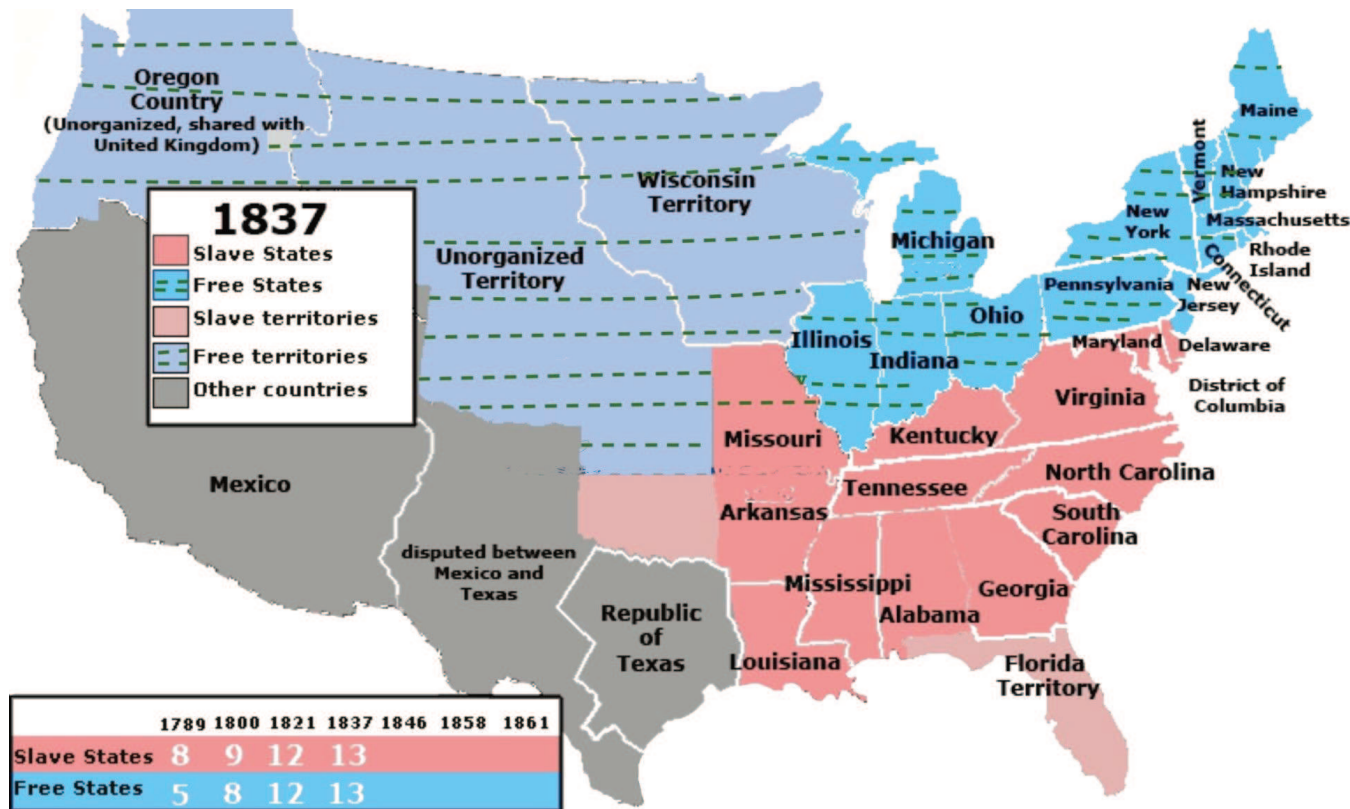 Oregon
Country
(Unorganized, shared with
United Kingdom)
Maine
Vermont
New
Hampshire
Wisconsin
Territory
1837
Slave States
Free States
Slave territories
Free territories
Other countries
New
York
Massachusetts
Michigan
Unorganized
Territory
Rhode
Island
Connecticut
Pennsylvania
New
Jersey
Ohio
Illinois
Indiana
Maryland
Delaware
District of
Columbia
Virginia
Missouri
Kentucky
Mexico
North Carolina
Tennessee
Arkansas
South
Carolina
disputed between
Mexico and
Texas
Mississippi
Georgia
Alabama
Republic
of
Texas
Louisiana
Florida
Territory
1789 1800 1821 1837 1846 1858 1861
Slave States 8 9 12 13
Free States 5 8 12 13